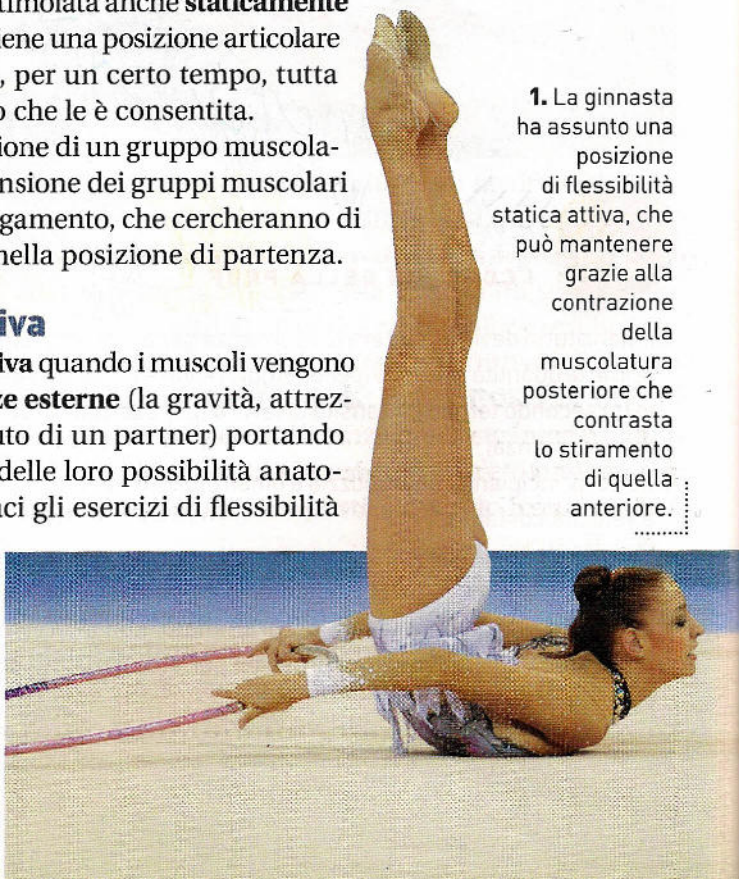 timolata anche staticamente
iene una posizione articolare
, per un certo tempo, tutta
o che le è consentita.
ione di un gruppo muscola-
nsione dei gruppi muscolari
gamento, che cercheranno di
nella posizione di partenza.
iva
iva quando i muscoli vengono
ze esterne (la gravità, attrez-
uto di un partner) portando
delle loro possibilità anato-
ci gli esercizi di flessibilità
1. La ginnasta
ha assunto una
posizione
di flessibilità
statica attiva, che
può mantenere
grazie alla
contrazione
della
muscolatura
posteriore che
contrasta
lo stiramento
di quella
anteriore.